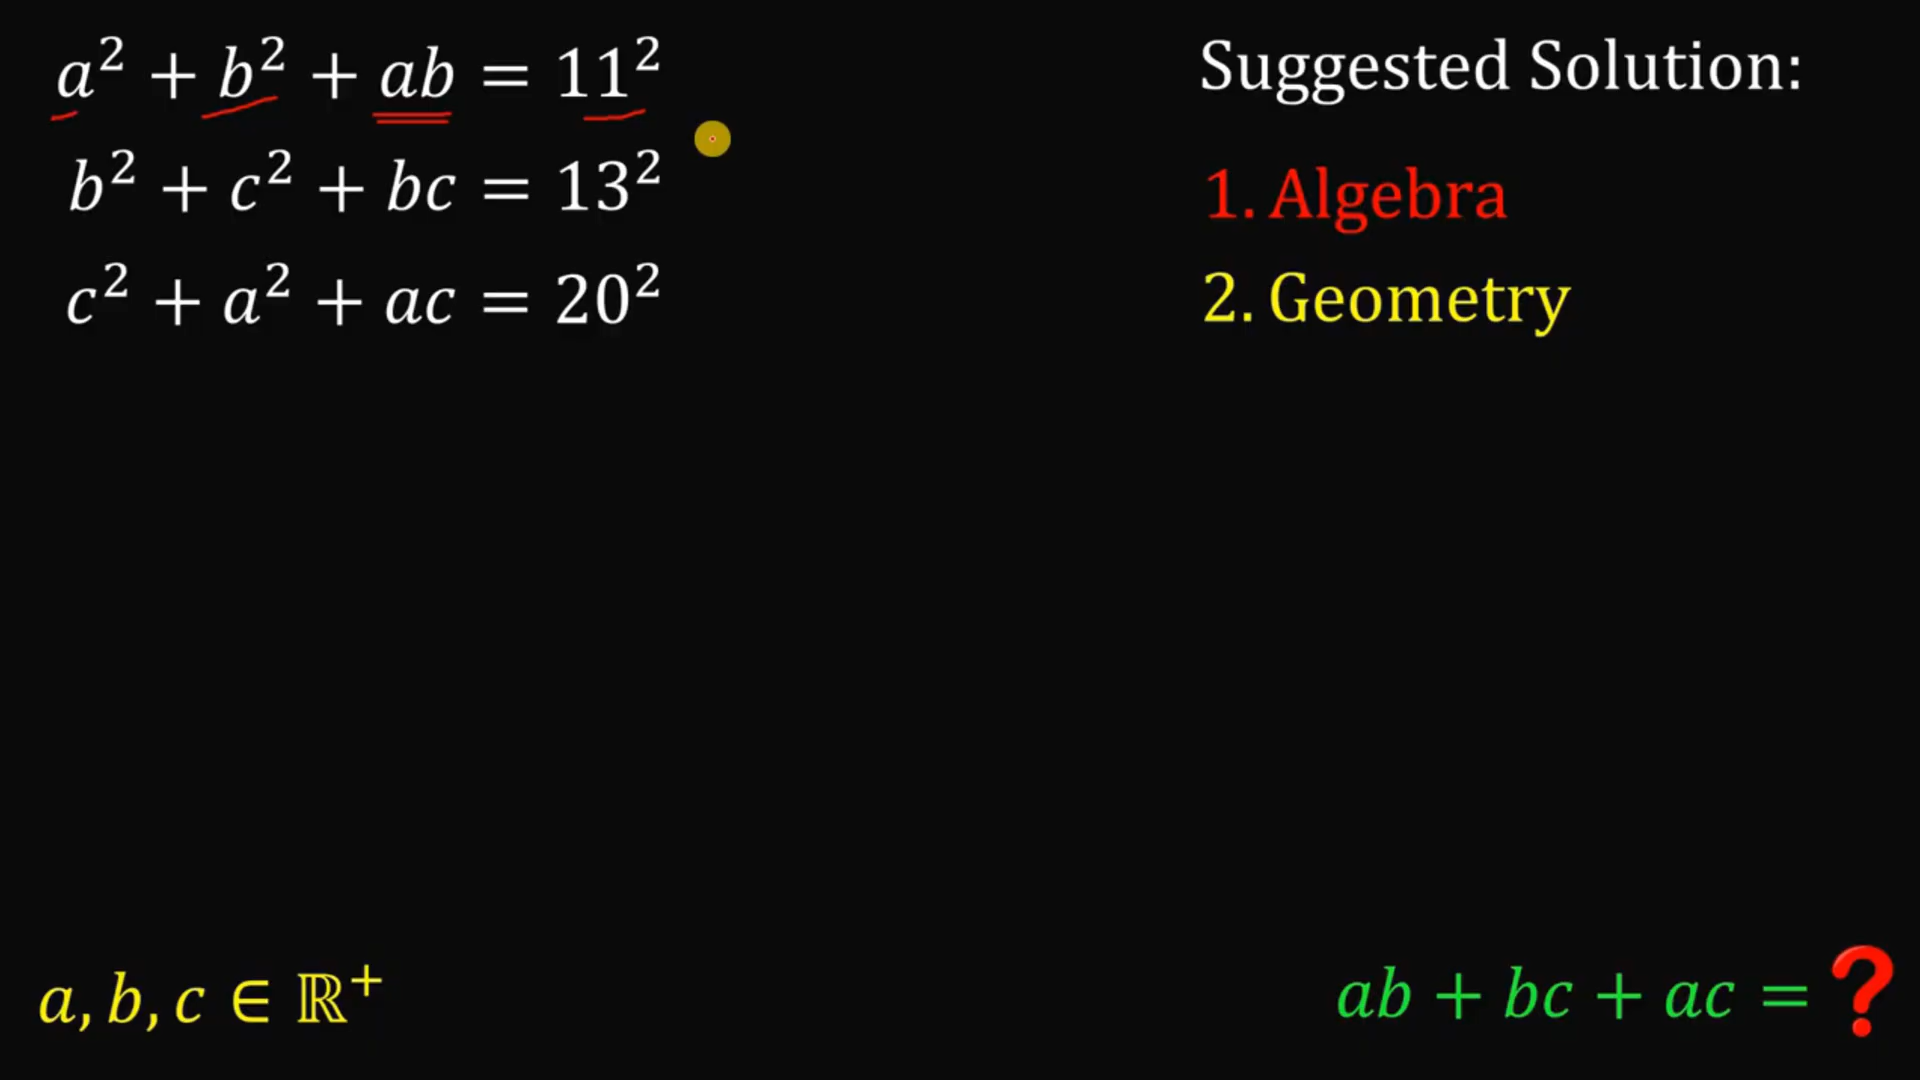 a² + b² + ab = 11²
b² + c² + bc = 13²
c² + a² + ac = 20²
Suggested Solution:
1. Algebra
2. Geometry
a, b, c ∈ ℝ⁺
ab + bc + ac = ❓